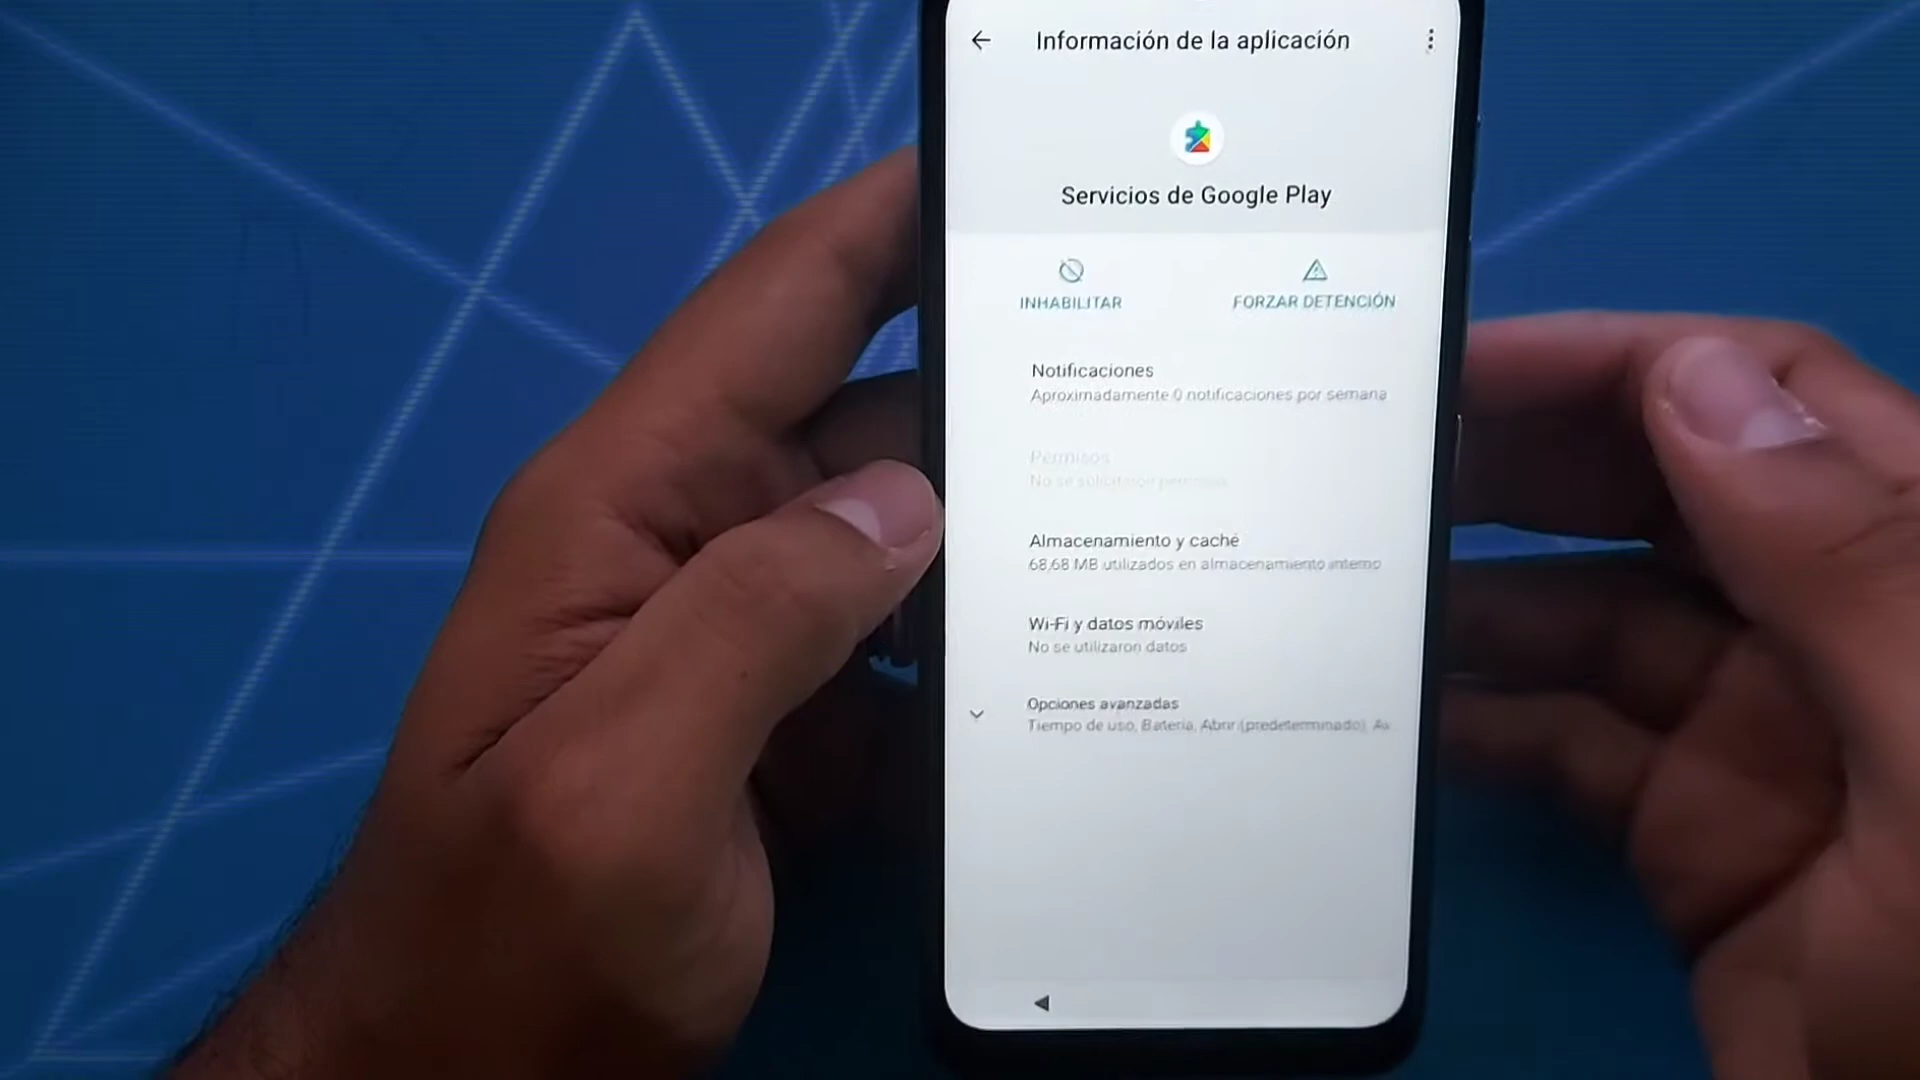 Información de la aplicación
Servicios de Google Play
INHABILITAR
FORZAR DETENCIÓN
Notificaciones
Aproximadamente 0 notificaciones por semana
Permisos
No se solicitaron permisos
Almacenamiento y caché
68,68 MB utilizados en almacenamiento interno
Wi-Fi y datos móviles
No se utilizaron datos
Opciones avanzadas
Tiempo de uso, Batería, Abrir (predeterminado), Av